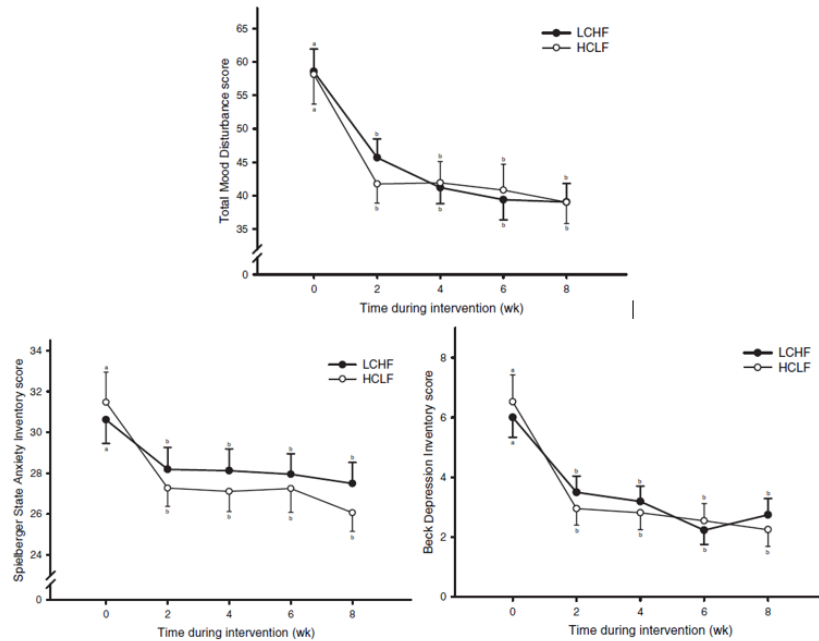 Total Mood Disturbance score
65
60
55
50
45
40
35
0
LCHF
HCLF
a
a
b
b
b
b
b
b
b
b
0 2 4 6 8
Time during intervention (wk)
Spielberger State Anxiety Inventory score
34
32
30
28
26
24
0
LCHF
HCLF
a
a
b
b
b
b
b
b
b
b
0 2 4 6 8
Time during intervention (wk)
Beck Depression Inventory score
8
6
4
2
0
LCHF
HCLF
a
a
b
b
b
b
b
b
b
b
0 2 4 6 8
Time during intervention (wk)